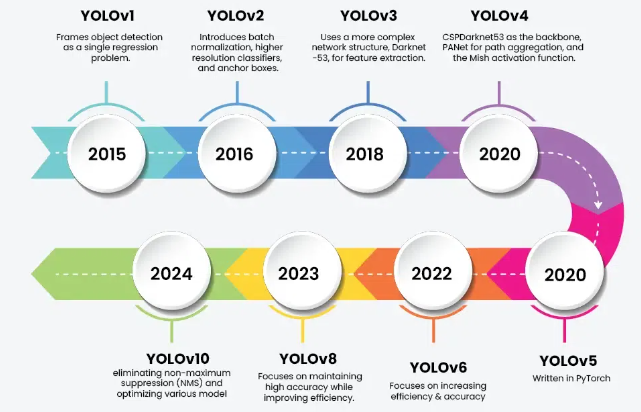 YOLOv1
Frames object detection
as a single regression
problem.
YOLOv2
Introduces batch
normalization, higher
resolution classifiers,
and anchor boxes.
YOLOv3
Uses a more complex
network structure, Darknet
-53, for feature extraction.
YOLOv4
CSPDarknet53 as the backbone,
PANet for path aggregation, and
the Mish activation function.
2015
2016
2018
2020
2024
2023
2022
2020
YOLOv10
eliminating non-maximum
suppression (NMS) and
optimizing various model
YOLOv8
Focuses on maintaining
high accuracy while
improving efficiency.
YOLOv6
Focuses on increasing
efficiency & accuracy
YOLOv5
Written in PyTorch